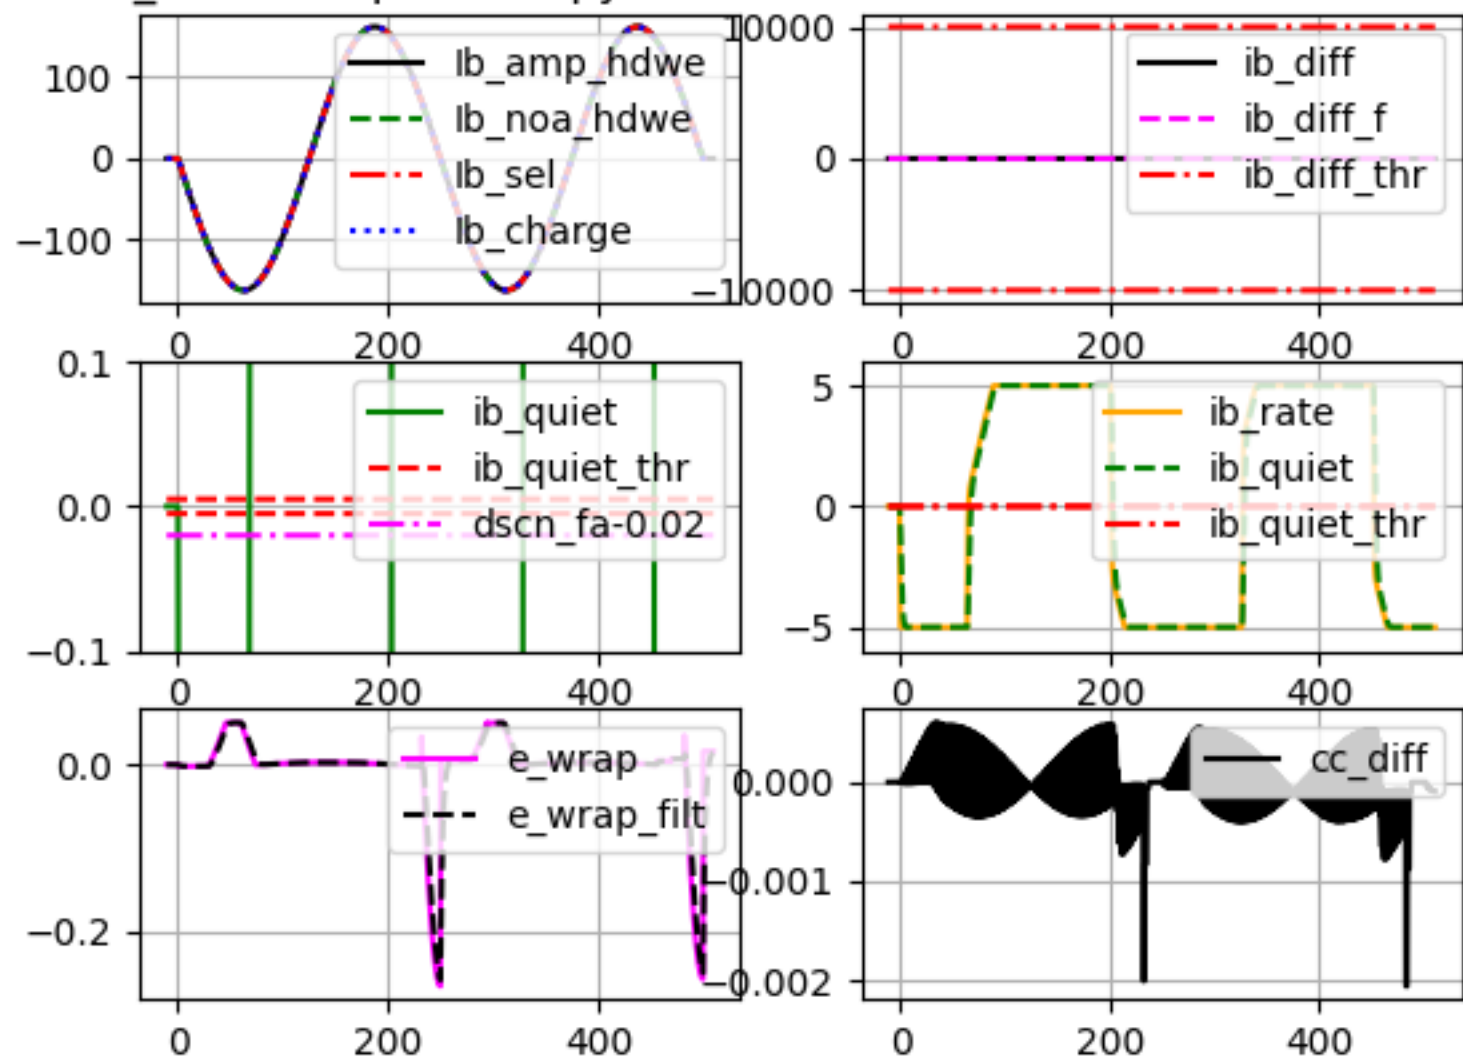 100
0
−100
0 200 400
Ib_amp_hdwe
Ib_noa_hdwe
Ib_sel
Ib_charge
10000
0
−10000
0 200 400
ib_diff
ib_diff_f
ib_diff_thr
0.1
0.0
−0.1
0 200 400
ib_quiet
ib_quiet_thr
dscn_fa-0.02
5
0
−5
0 200 400
ib_rate
ib_quiet
ib_quiet_thr
0.0
−0.2
0 200 400
e_wrap
e_wrap_filt
0.000
−0.001
−0.002
0 200 400
cc_diff